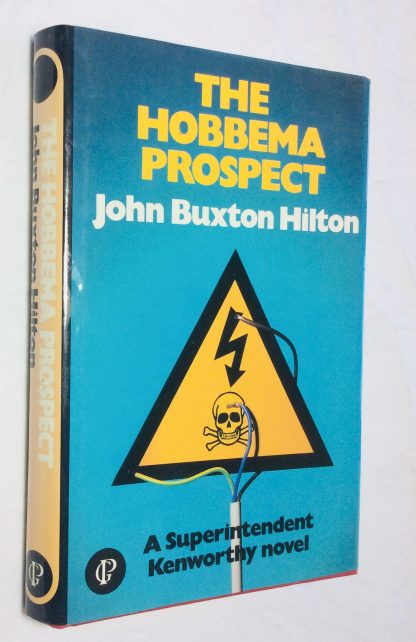 THE
HOBBEMA
PROSPECT
John Buxton Hilton
A Superintendent
Kenworthy novel
THE HOBBEMA PROSPECT
John Buxton Hilton